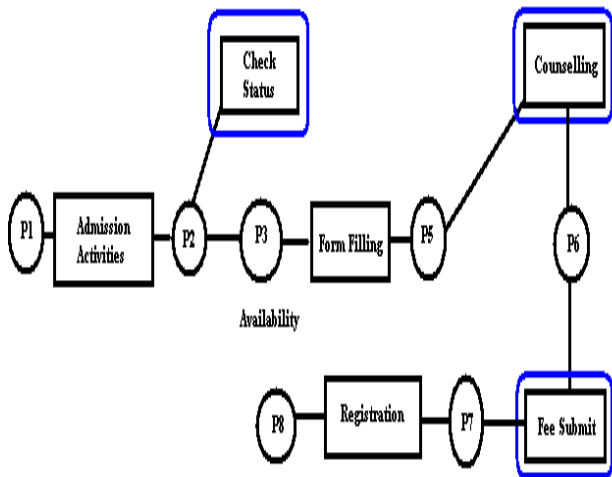 Check
Status
Counselling
P1
Admission
Activities
P2
P3
Form Filling
P5
P6
Availability
P8
Registration
P7
Fee Submit